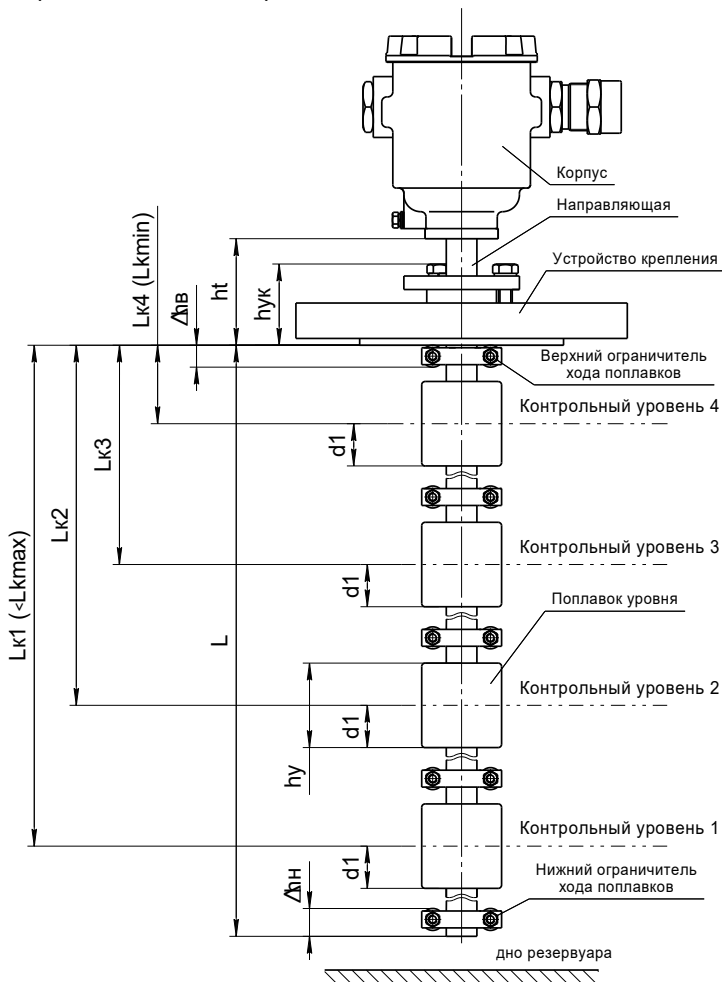 Корпус
Направляющая
Устройство крепления
Lк4 (Lkmin)
ht
hук
Δhв
Верхний ограничитель
хода поплавков
Контрольный уровень 4
d1
Lк3
Lк2
Lк1 (<Lkmax)
L
Контрольный уровень 3
d1
Поплавок уровня
Контрольный уровень 2
d1
hу
Контрольный уровень 1
d1
Δhн
Нижний ограничитель
хода поплавков
дно резервуара